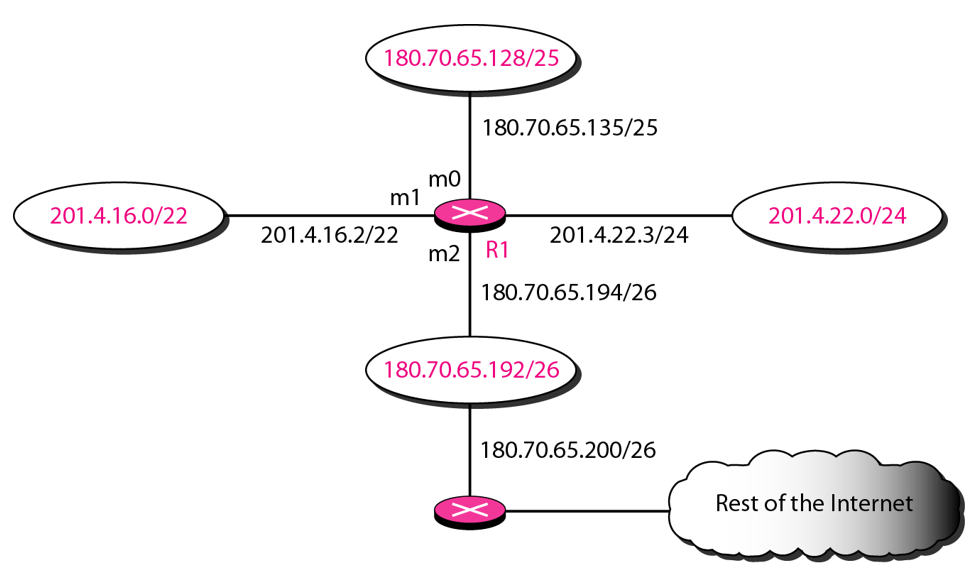 180.70.65.128/25
180.70.65.135/25
m0
m1
201.4.16.0/22
201.4.22.0/24
201.4.16.2/22
201.4.22.3/24
m2
R1
180.70.65.194/26
180.70.65.192/26
180.70.65.200/26
Rest of the Internet